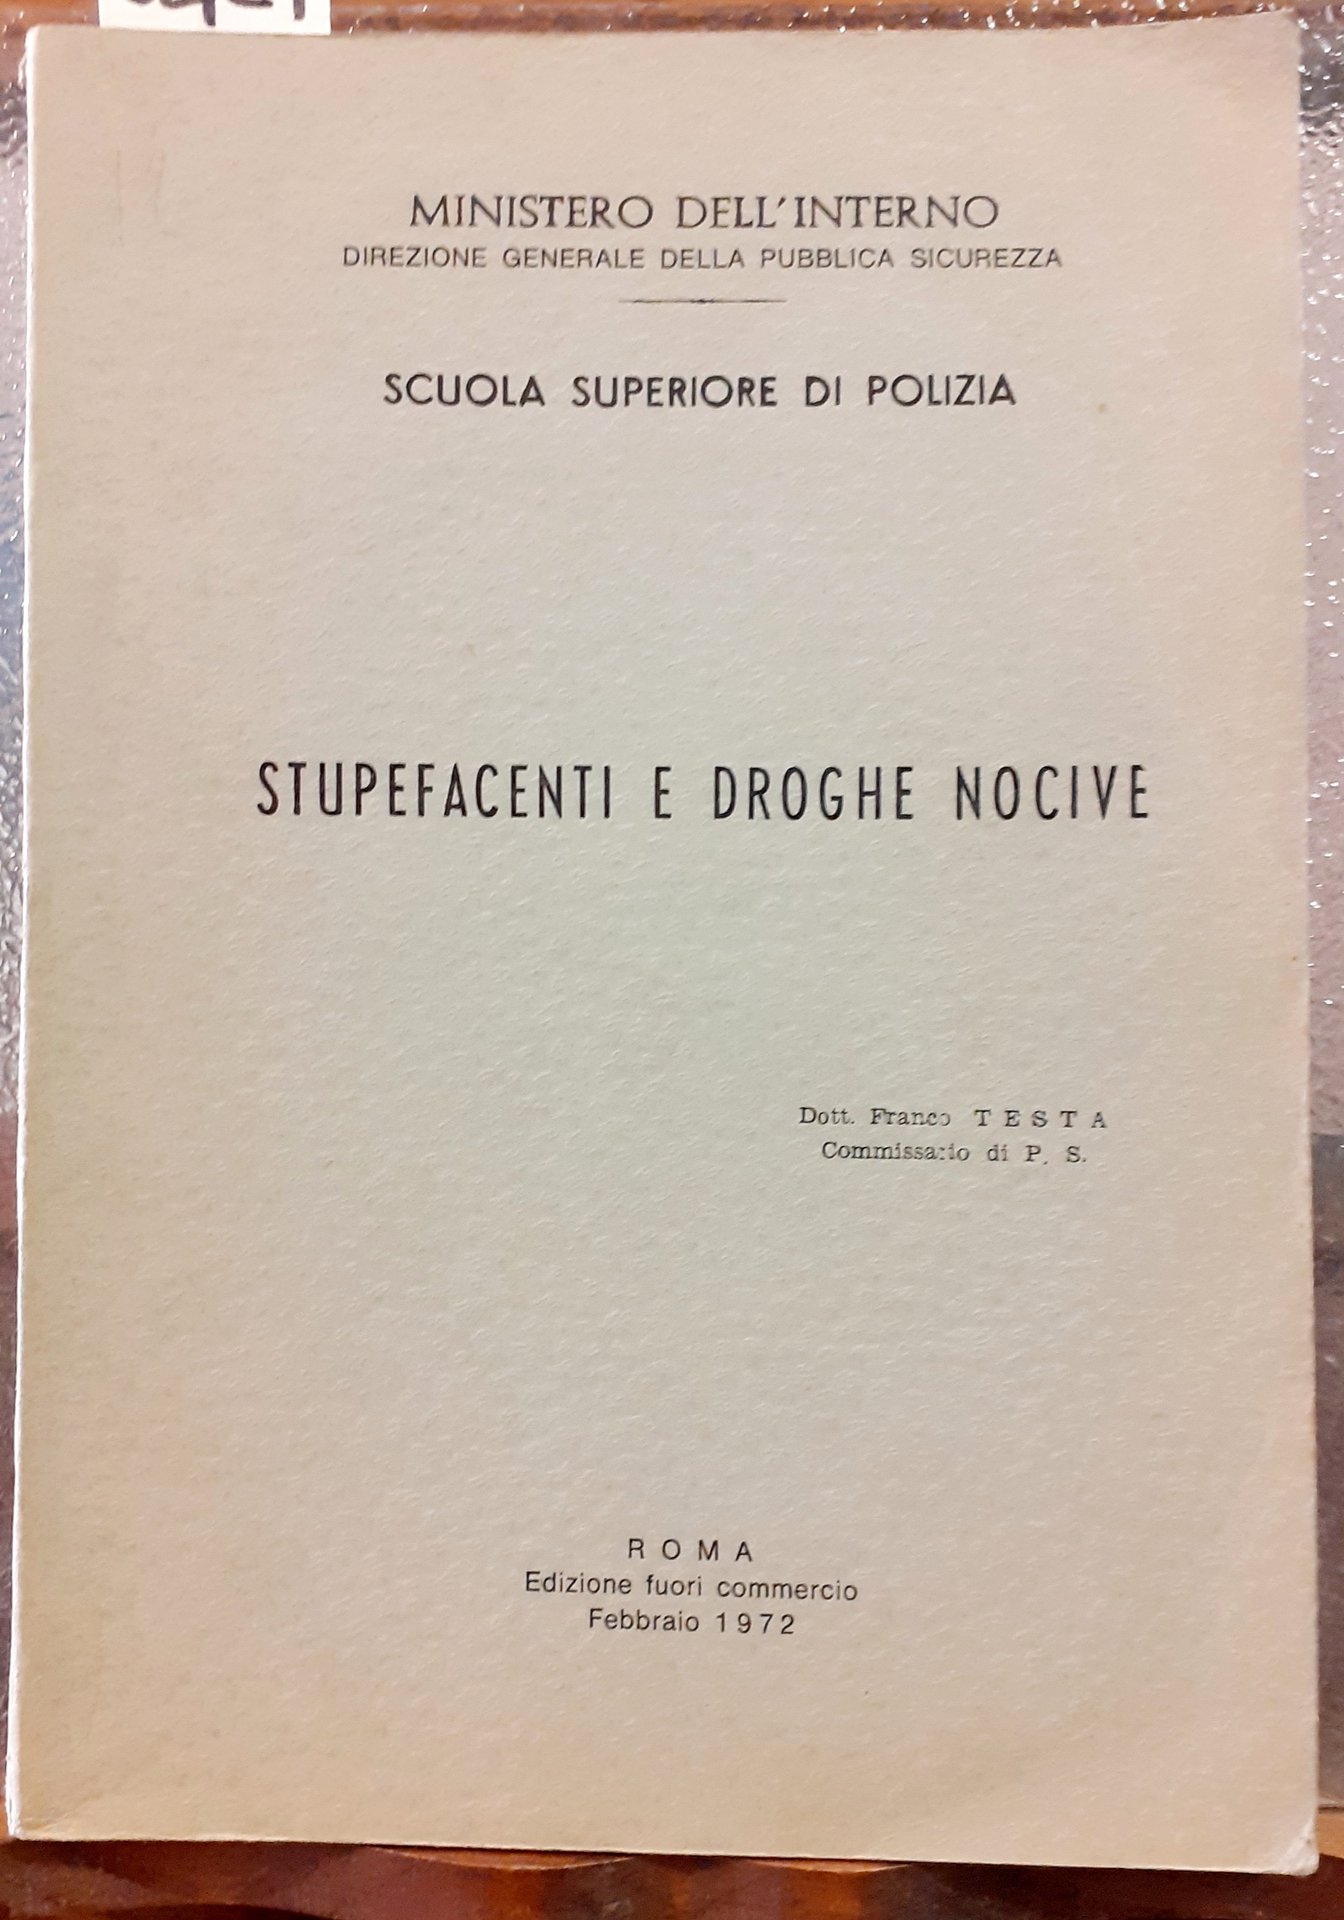 MINISTERO DELL'INTERNO
DIREZIONE GENERALE DELLA PUBBLICA SICUREZZA
SCUOLA SUPERIORE DI POLIZIA
STUPEFACENTI E DROGHE NOCIVE
Dott. Franco TESTA
Commissario di P. S.
ROMA
Edizione fuori commercio
Febbraio 1972